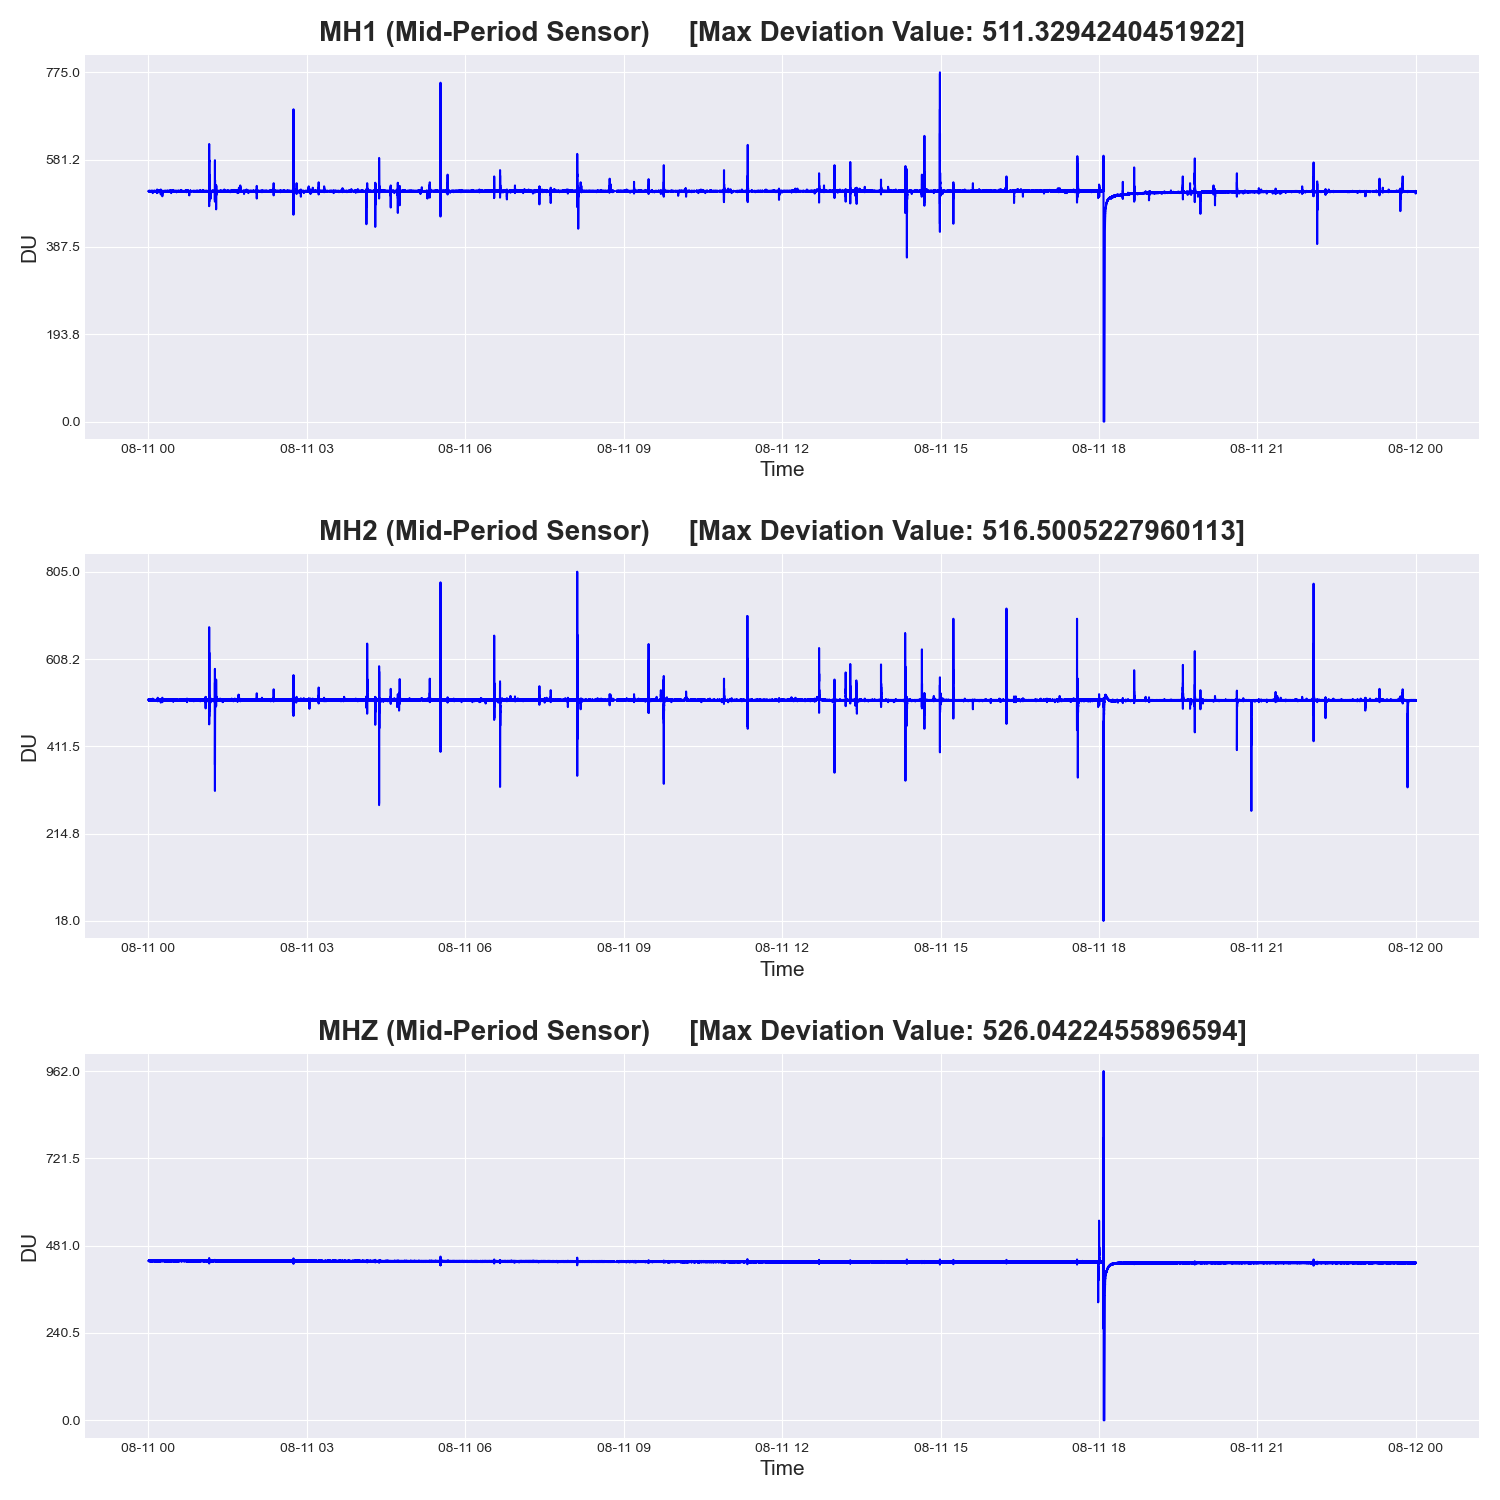 MH1 (Mid-Period Sensor) [Max Deviation Value: 511.3294240451922]
775.0
581.2
387.5
193.8
0.0
DU
08-11 00 08-11 03 08-11 06 08-11 09 08-11 12 08-11 15 08-11 18 08-11 21 08-12 00
Time
MH2 (Mid-Period Sensor) [Max Deviation Value: 516.5005227960113]
805.0
608.2
411.5
214.8
18.0
DU
08-11 00 08-11 03 08-11 06 08-11 09 08-11 12 08-11 15 08-11 18 08-11 21 08-12 00
Time
MHZ (Mid-Period Sensor) [Max Deviation Value: 526.0422455896594]
962.0
721.5
481.0
240.5
0.0
DU
08-11 00 08-11 03 08-11 06 08-11 09 08-11 12 08-11 15 08-11 18 08-11 21 08-12 00
Time